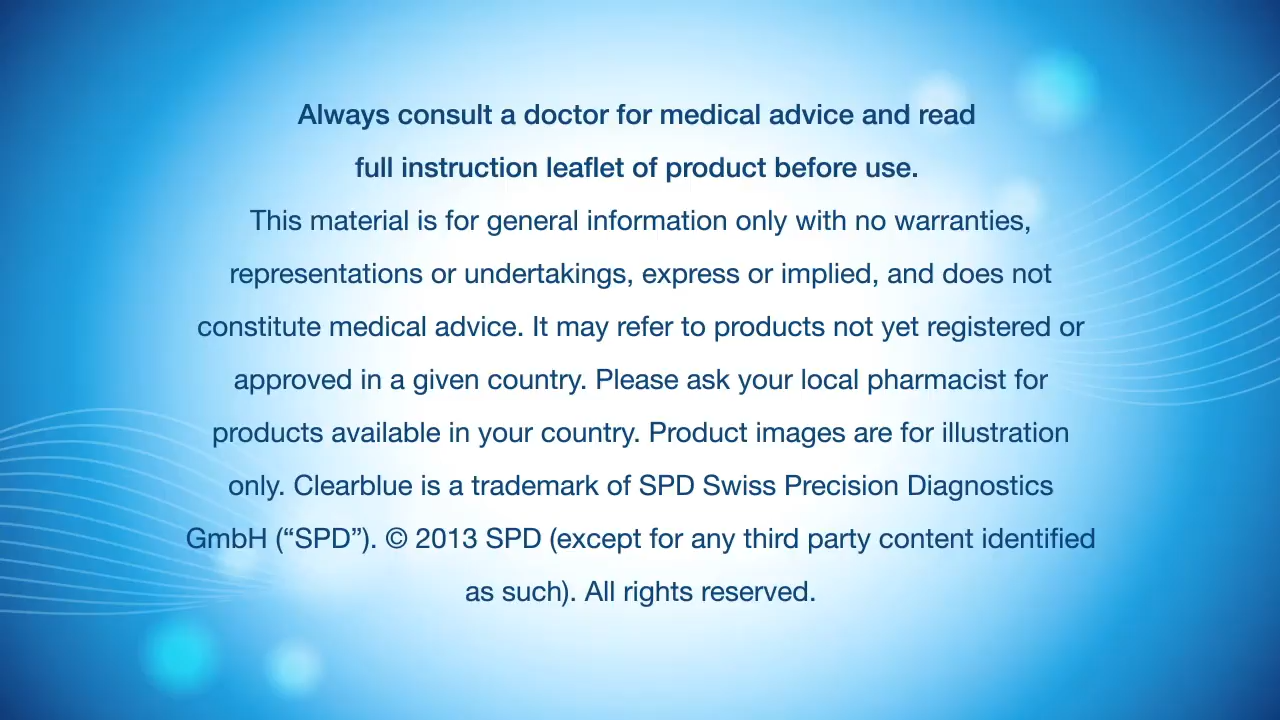 Always consult a doctor for medical advice and read
full instruction leaflet of product before use.
This material is for general information only with no warranties,
representations or undertakings, express or implied, and does not
constitute medical advice. It may refer to products not yet registered or
approved in a given country. Please ask your local pharmacist for
products available in your country. Product images are for illustration
only. Clearblue is a trademark of SPD Swiss Precision Diagnostics
GmbH (“SPD”). © 2013 SPD (except for any third party content identified
as such). All rights reserved.